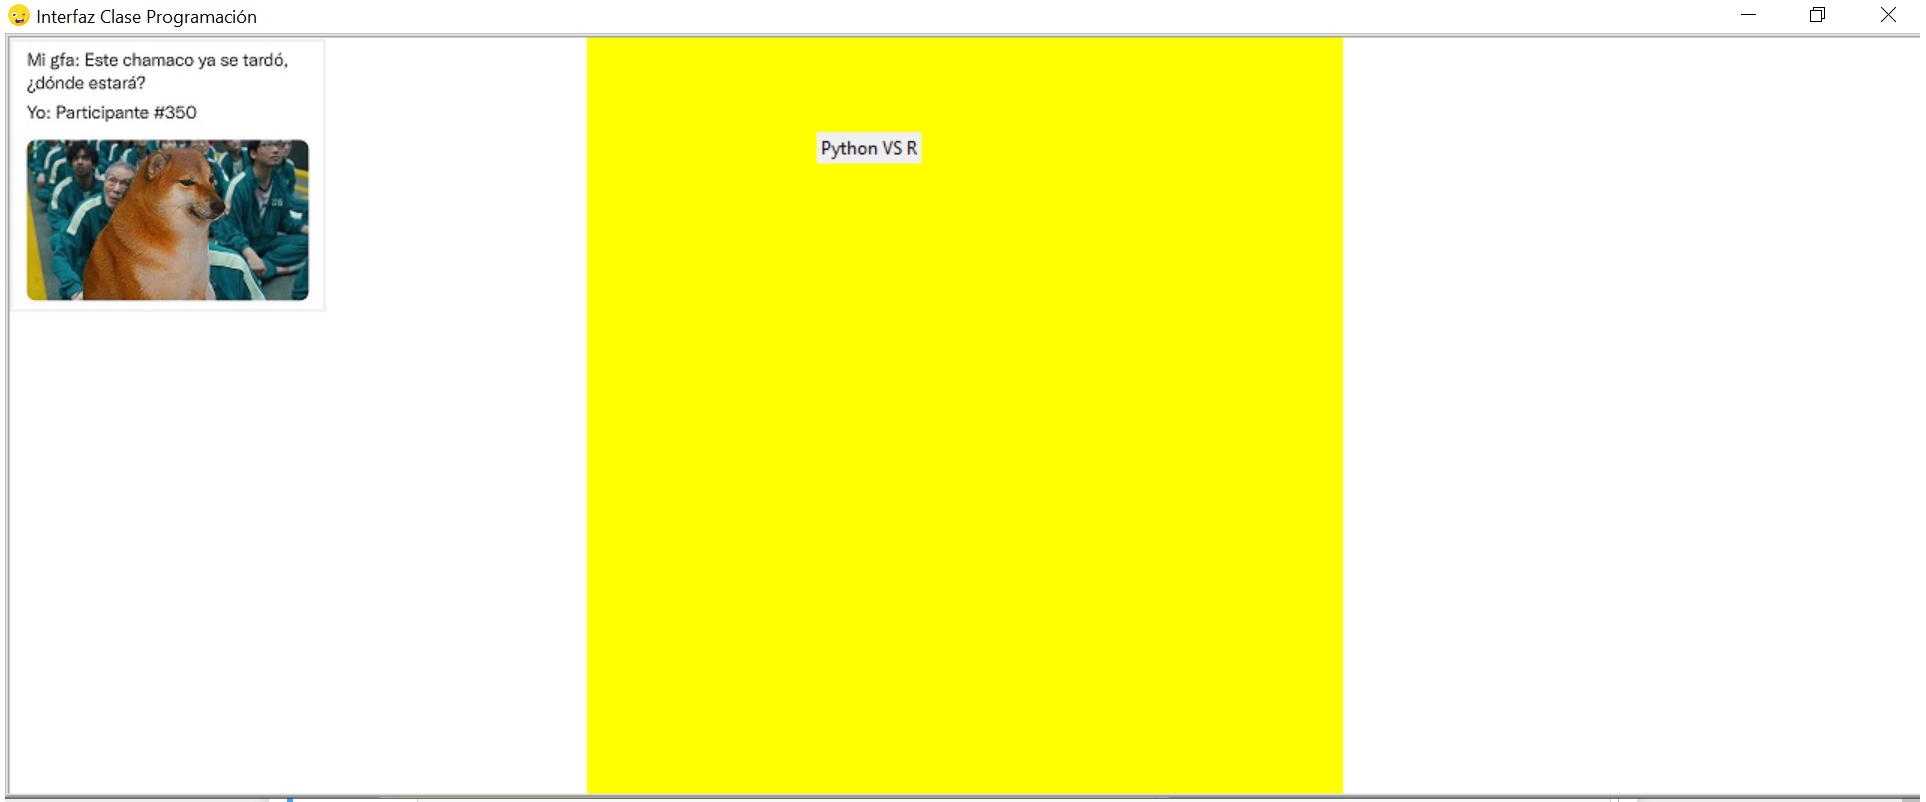 Interfaz Clase Programación
Mi gfa: Este chamaco ya se tardó,
¿dónde estará?
Yo: Participante #350
Python VS R